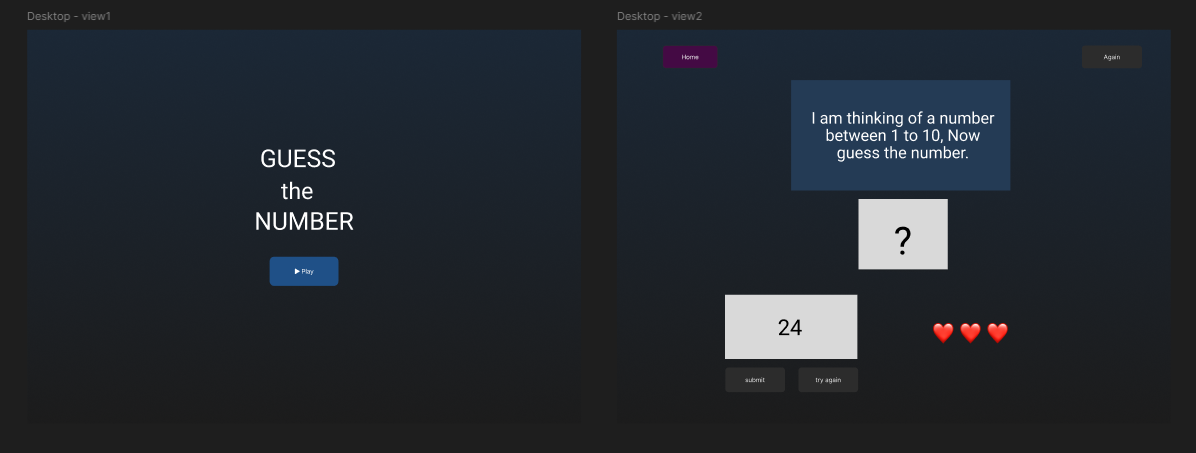 Desktop - view1
GUESS
the
NUMBER
▶ Play
Desktop - view2
Home
Again
I am thinking of a number
between 1 to 10, Now
guess the number.
?
24
submit
try again